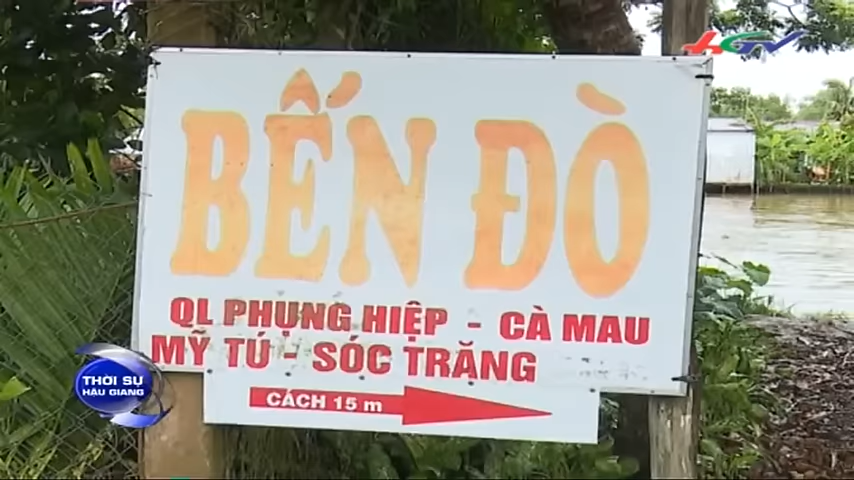 HGTV
BẾN ĐÒ
QL PHỤNG HIỆP - CÀ MAU
MỸ TÚ - SÓC TRĂNG
CÁCH 15 m
THỜI SỰ
HẬU GIANG